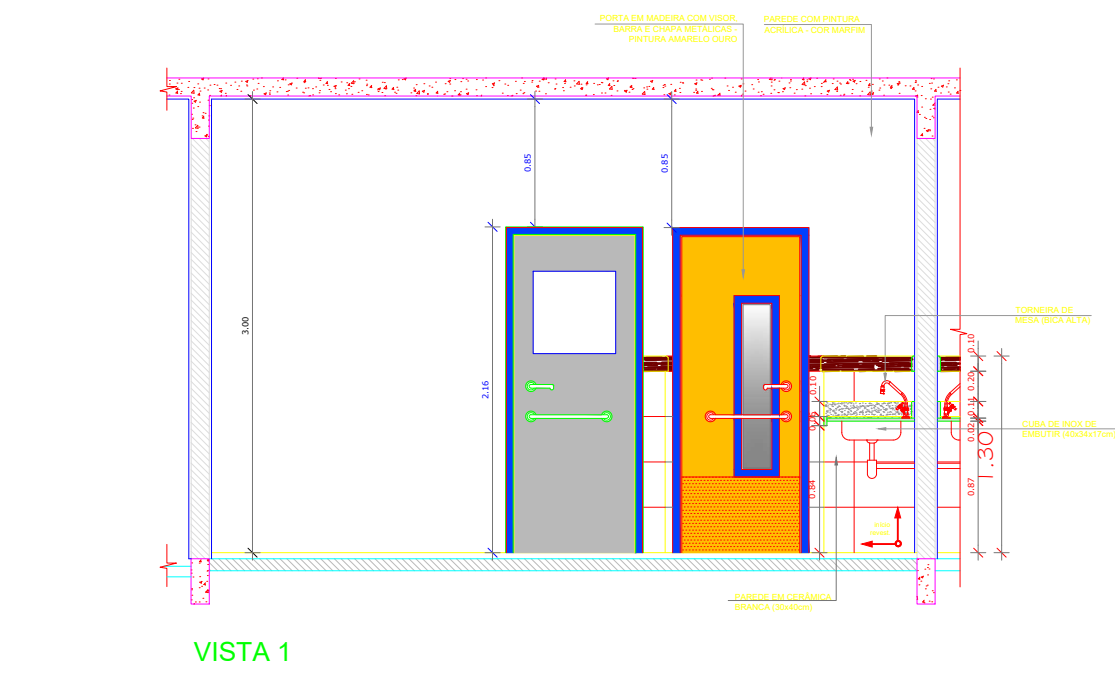 PORTA EM MADEIRA COM VISOR,
BARRA E CHAPA METÁLICAS -
PINTURA AMARELO OURO
PAREDE COM PINTURA
ACRÍLICA - COR MARFIM
0.85
0.85
3.00
2.16
TORNEIRA DE
MESA (BICA ALTA)
0.10
0.20
0.10
0.02
CUBA DE INOX DE
EMBUTIR (40x34x17cm)
1.30
0.87
0.84
PAREDE EM CERÂMICA
BRANCA (30x40cm)
VISTA 1